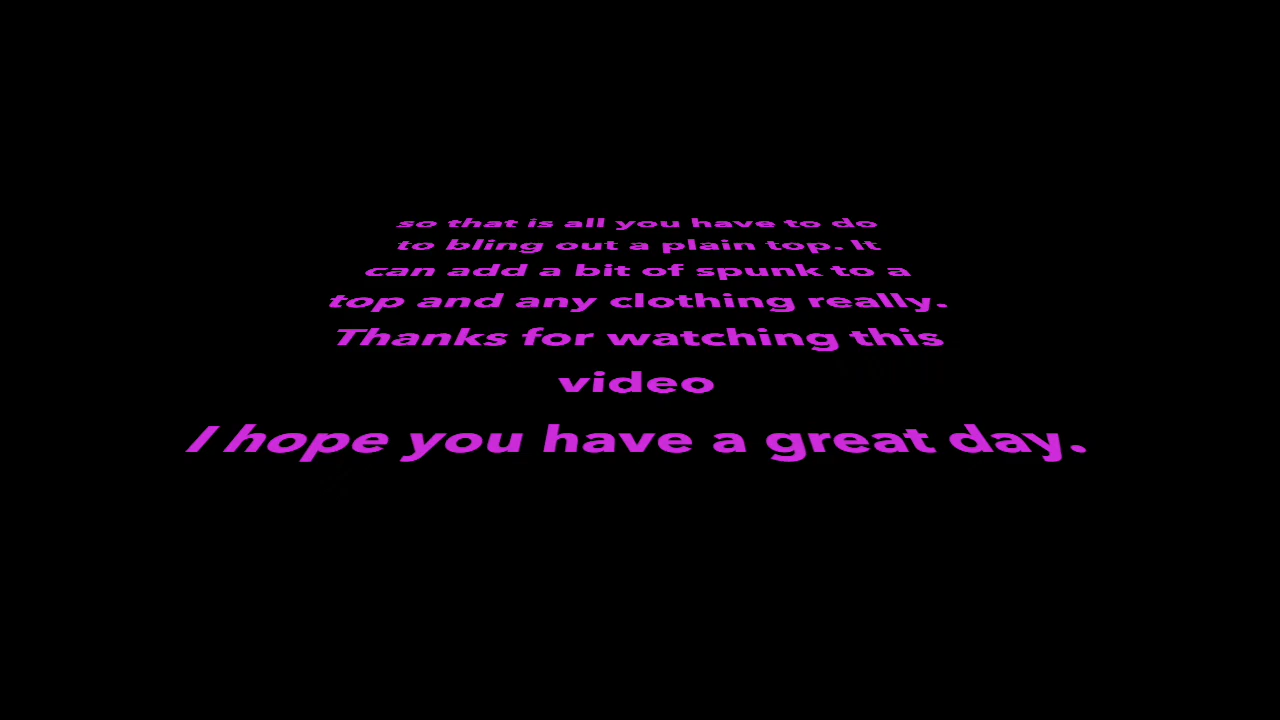 so that is all you have to do
to bling out a plain top. It
can add a bit of spunk to a
top and any clothing really.
Thanks for watching this
video
I hope you have a great day.